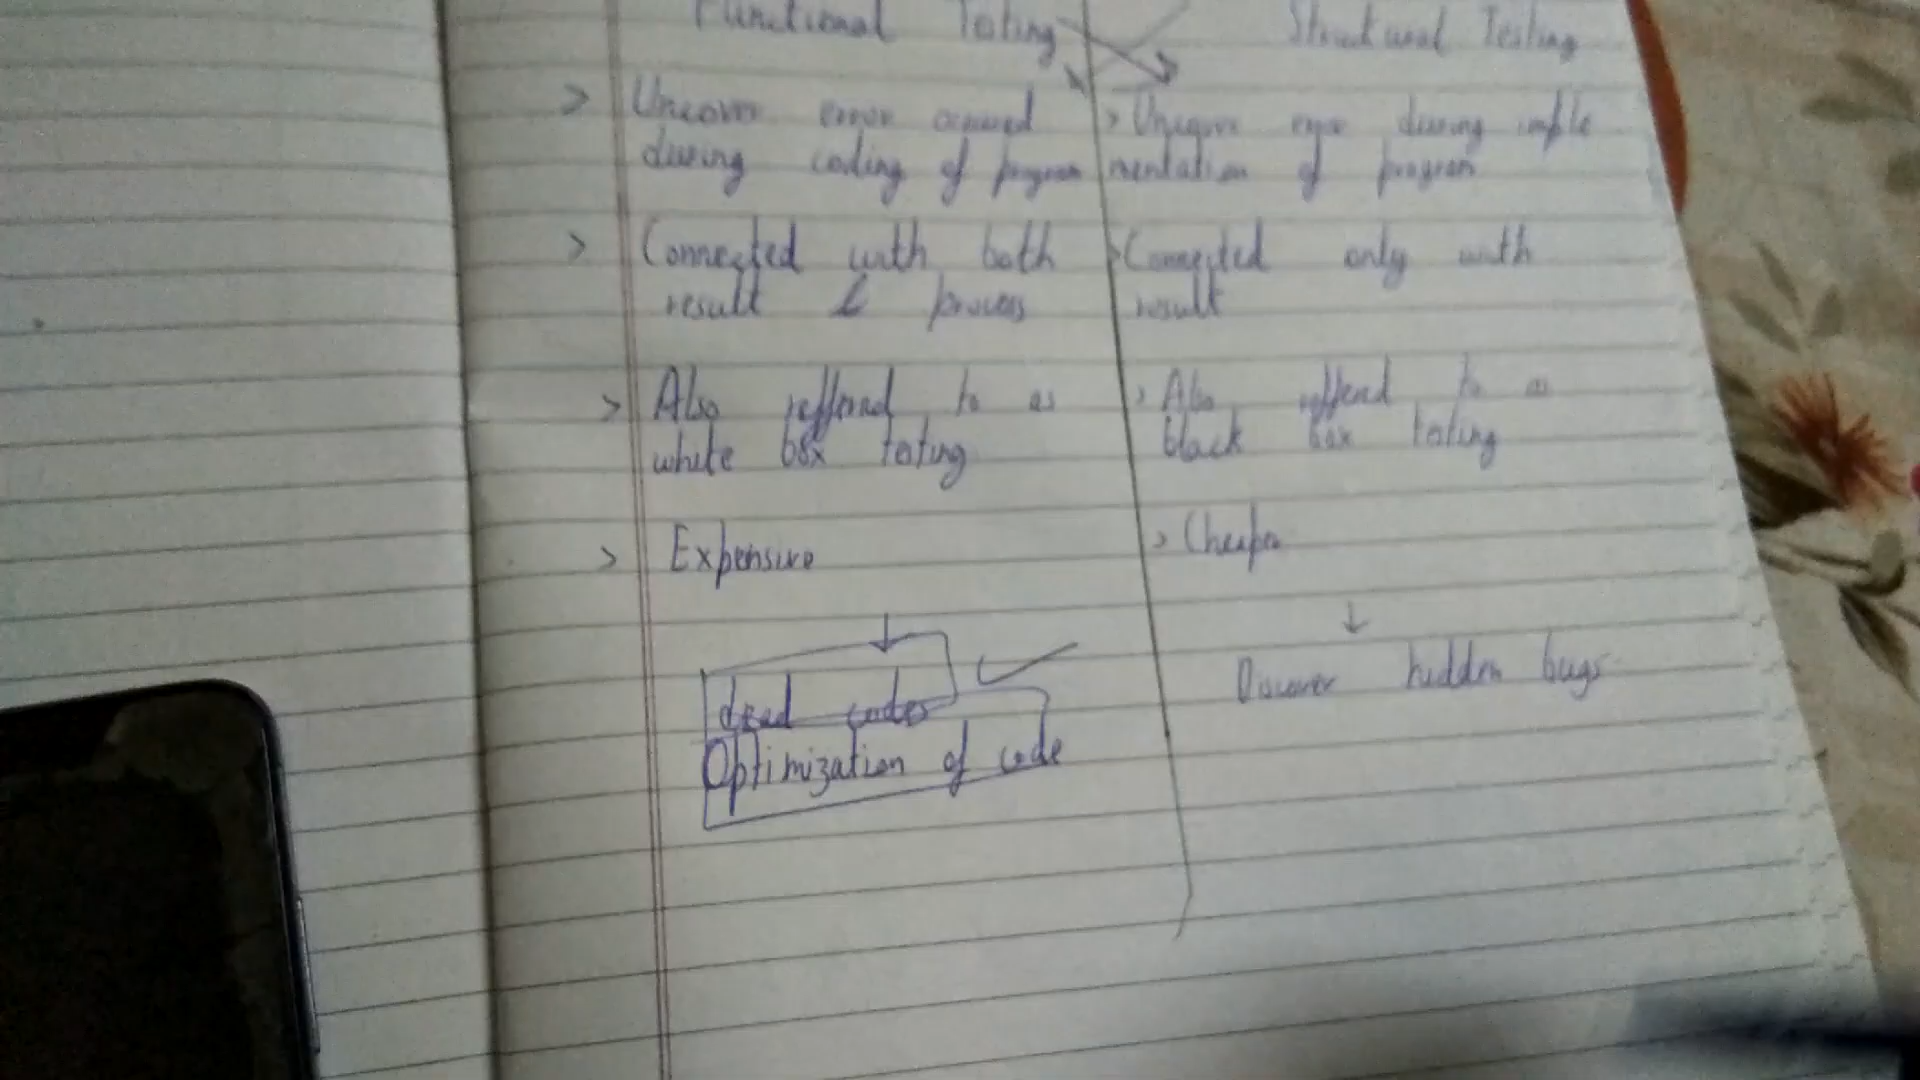 Functional Testing
Structural Testing
> Uncover error occured
during coding of program
> Connected with both
result & process
> Also reffered to as
white box testing
> Expensive
↓
dead codes
Optimization of code
> Uncover error during imple
mentation of program
> Connected only with
result
> Also reffered to as
black box testing
> Cheaper
↓
Discover hidden bugs